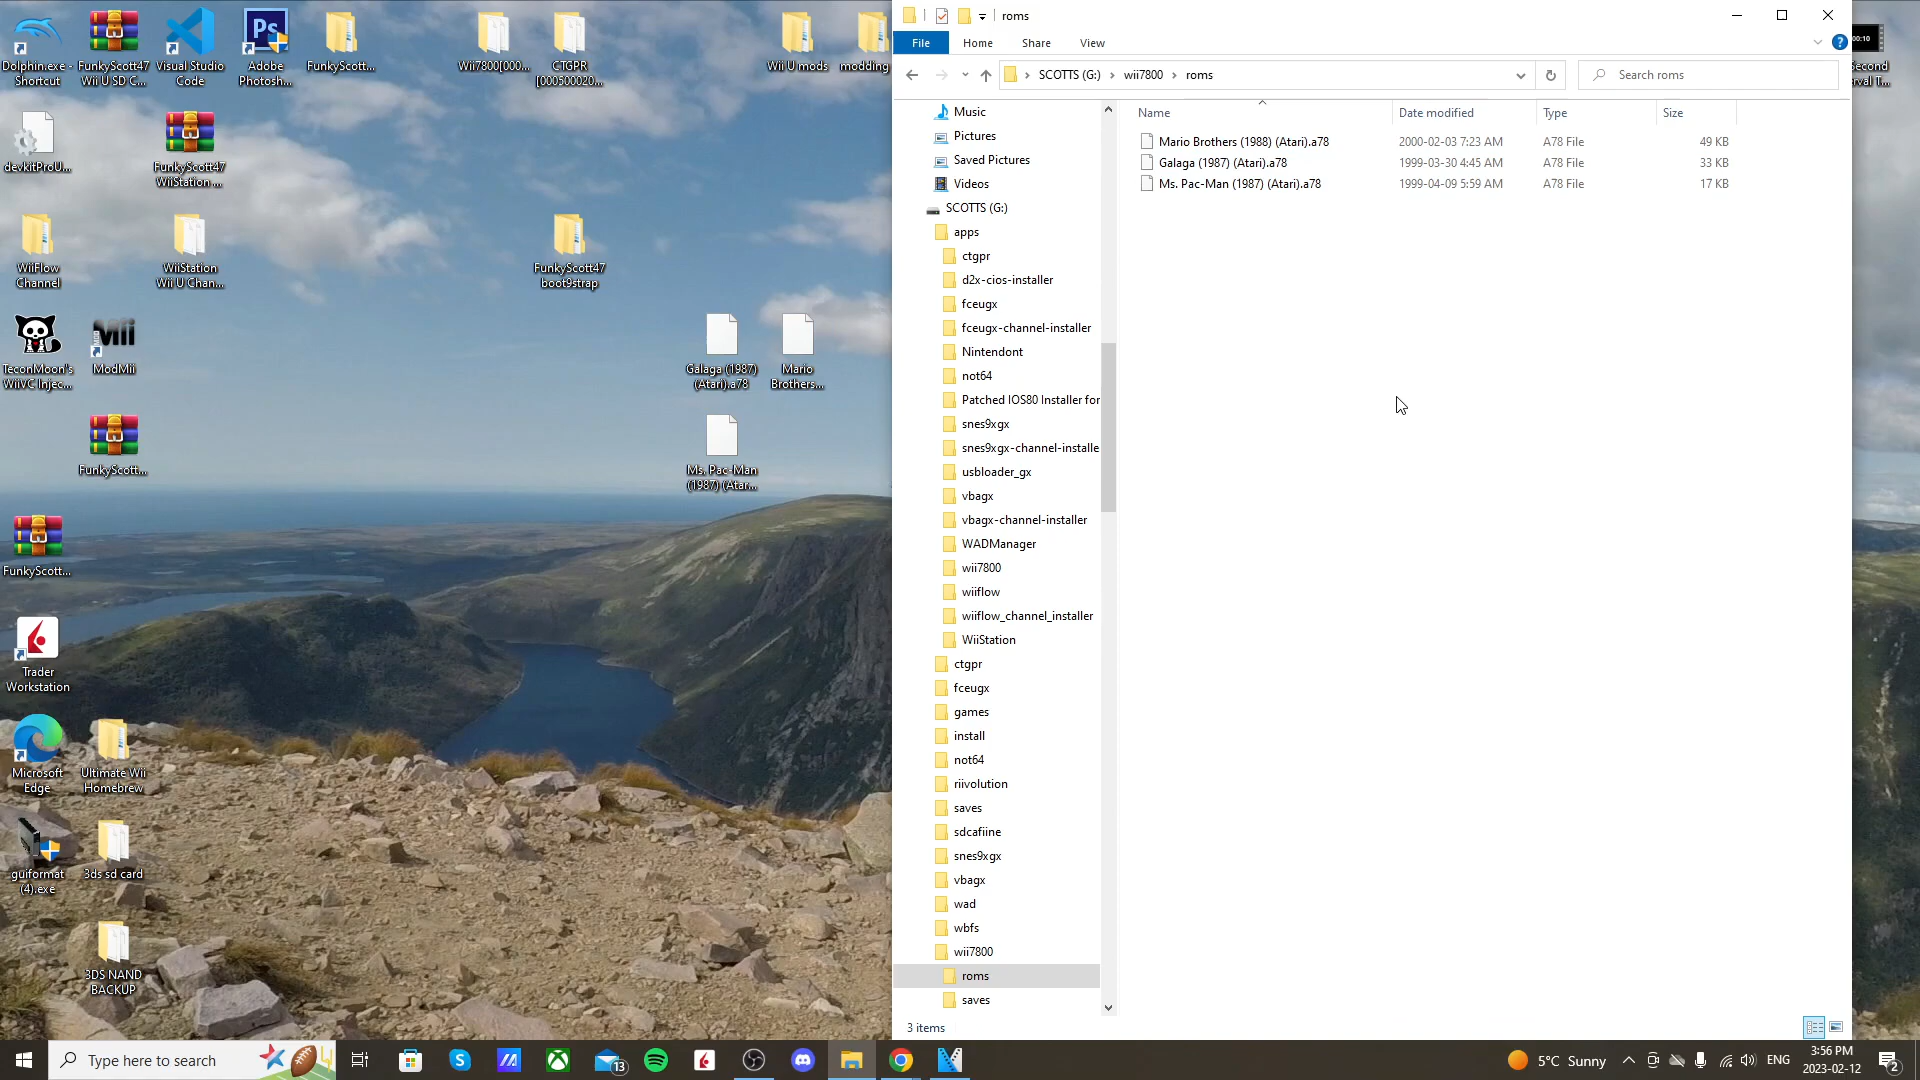 Dolphin.exe -
Shortcut
FunkyScott47
Wii U SD C...
Visual Studio
Code
Adobe
Photosh...
FunkyScott...
Wii7800[000...
CTGPR
[000500020...
Wii U mods
modding
devkitProU...
FunkyScott47
WiiStation ...
WiiFlow
Channel
WiiStation
Wii U Chan...
FunkyScott47
boot9strap
TeconMoon's
WiiVC Injec...
Mii
ModMii
Galaga (1987)
(Atari).a78
Mario
Brothers...
FunkyScott...
Ms. Pac-Man
(1987) (Atar...
FunkyScott...
Trader
Workstation
Microsoft
Edge
Ultimate Wii
Homebrew
guiformat
(4).exe
3ds sd card
3DS NAND
BACKUP
roms
File
Home
Share
View
SCOTTS (G:) › wii7800 › roms
Search roms
Music
Pictures
Saved Pictures
Videos
SCOTTS (G:)
apps
ctgpr
d2x-cios-installer
fceugx
fceugx-channel-installer
Nintendont
not64
Patched IOS80 Installer for
snes9xgx
snes9xgx-channel-installe
usbloader_gx
vbagx
vbagx-channel-installer
WADManager
wii7800
wiiflow
wiiflow_channel_installer
WiiStation
ctgpr
fceugx
games
install
not64
riivolution
saves
sdcafiine
snes9xgx
vbagx
wad
wbfs
wii7800
roms
saves
Name Date modified Type Size
Mario Brothers (1988) (Atari).a78 2000-02-03 7:23 AM A78 File 49 KB
Galaga (1987) (Atari).a78 1999-03-30 4:45 AM A78 File 33 KB
Ms. Pac-Man (1987) (Atari).a78 1999-04-09 5:59 AM A78 File 17 KB
3 items
00:10
Second
rval T...
Type here to search
13
5°C Sunny
ENG
3:56 PM
2023-02-12
2